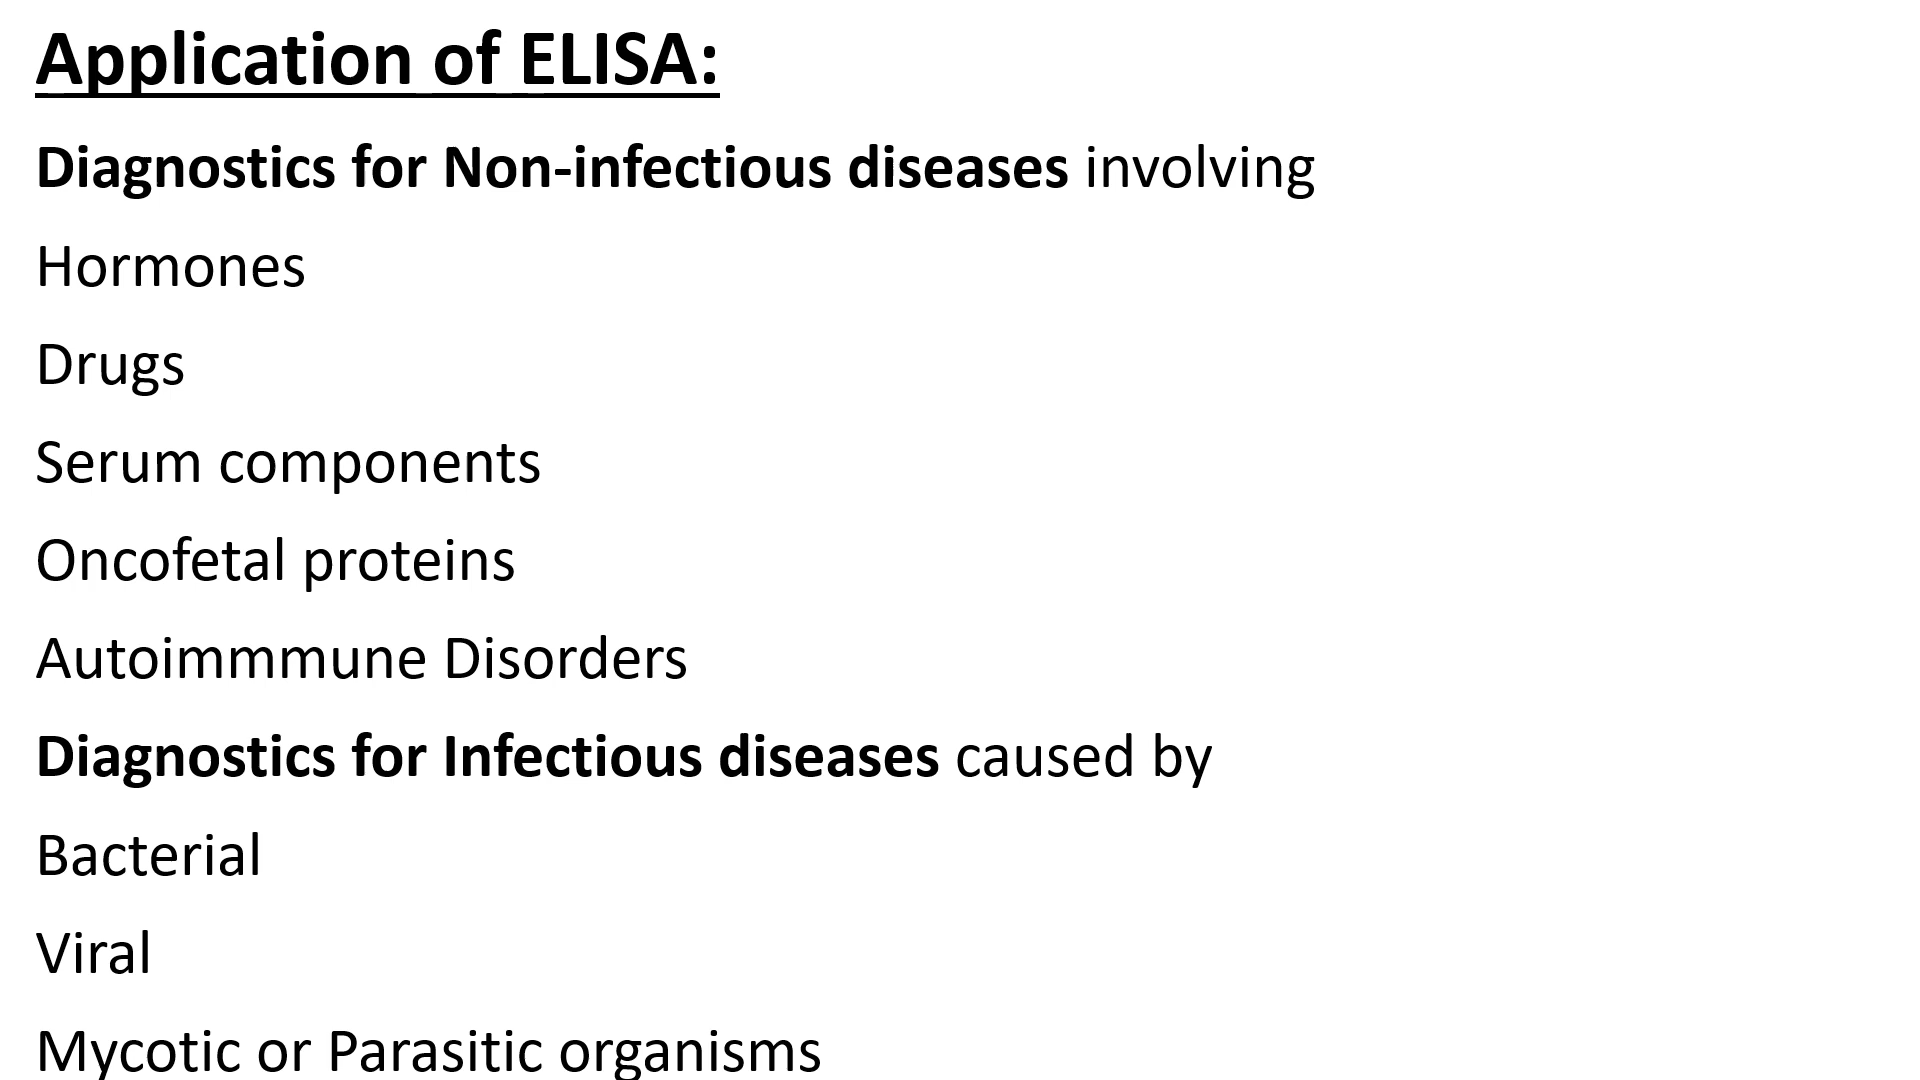 Application of ELISA:
Diagnostics for Non-infectious diseases involving
Hormones
Drugs
Serum components
Oncofetal proteins
Autoimmmune Disorders
Diagnostics for Infectious diseases caused by
Bacterial
Viral
Mycotic or Parasitic organisms